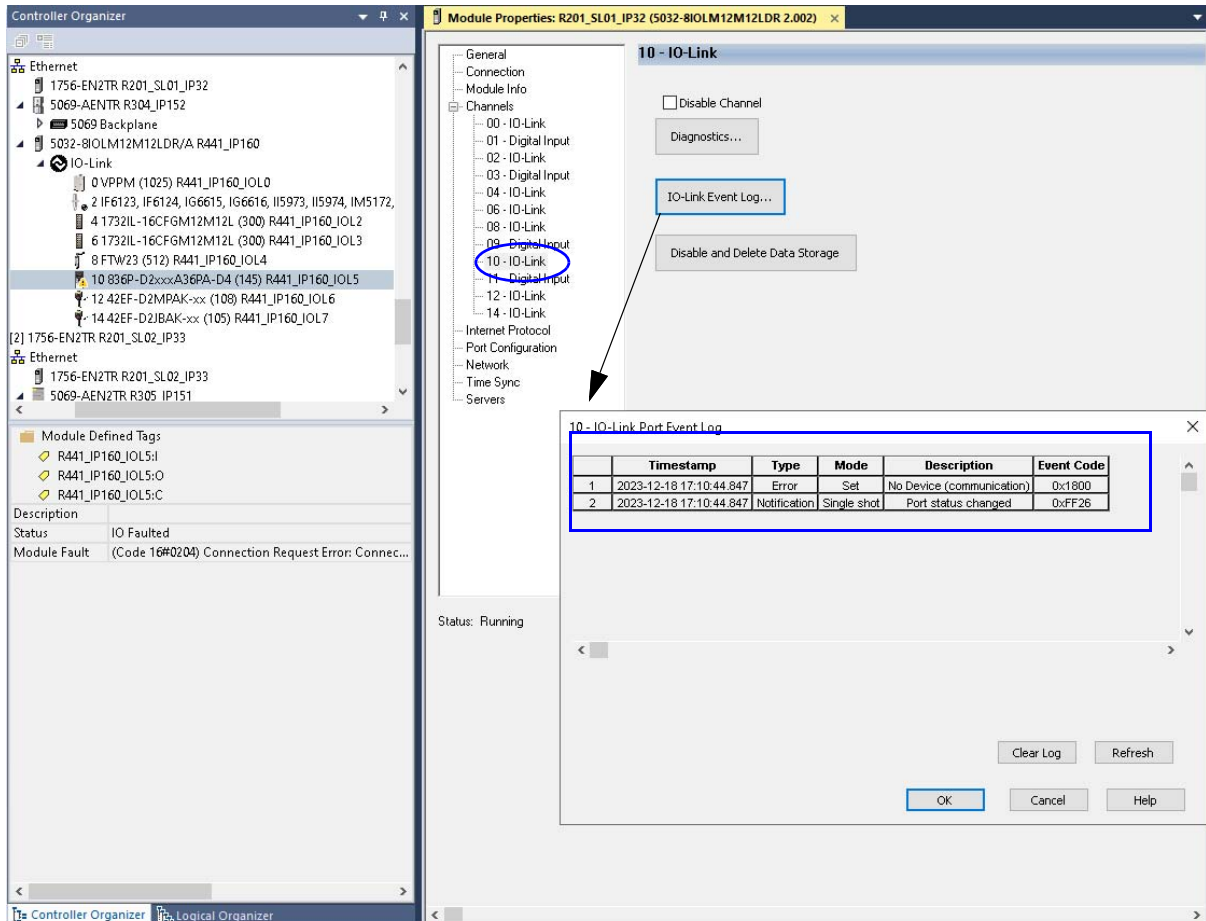 Controller Organizer
Ethernet
1756-EN2TR R201_SL01_IP32
5069-AENTR R304_IP152
5069 Backplane
5032-8IOLM12M12LDR/A R441_IP160
IO-Link
0 VPPM (1025) R441_IP160_IOL0
2 IF6123, IF6124, IG6615, IG6616, II5973, II5974, IM5172,
4 1732IL-16CFGM12M12L (300) R441_IP160_IOL2
6 1732IL-16CFGM12M12L (300) R441_IP160_IOL3
8 FTW23 (512) R441_IP160_IOL4
10 836P-D2xxxA36PA-D4 (145) R441_IP160_IOL5
12 42EF-D2MPAK-xx (108) R441_IP160_IOL6
14 42EF-D2JBAK-xx (105) R441_IP160_IOL7
[2] 1756-EN2TR R201_SL02_IP33
Ethernet
1756-EN2TR R201_SL02_IP33
5069-AEN2TR R305_IP151
Module Defined Tags
R441_IP160_IOL5:I
R441_IP160_IOL5:O
R441_IP160_IOL5:C
Description
Status IO Faulted
Module Fault (Code 16#0204) Connection Request Error: Connec...
Controller Organizer Logical Organizer
Module Properties: R201_SL01_IP32 (5032-8IOLM12M12LDR 2.002)
General
Connection
Module Info
Channels
00 - IO-Link
01 - Digital Input
02 - IO-Link
03 - Digital Input
04 - IO-Link
06 - IO-Link
08 - IO-Link
09 - Digital Input
10 - IO-Link
11 - Digital Input
12 - IO-Link
14 - IO-Link
Internet Protocol
Port Configuration
Network
Time Sync
Servers
Status: Running
10 - IO-Link
Disable Channel
Diagnostics...
IO-Link Event Log...
Disable and Delete Data Storage
10 - IO-Link Port Event Log
Timestamp Type Mode Description Event Code
1 2023-12-18 17:10:44.847 Error Set No Device (communication) 0x1800
2 2023-12-18 17:10:44.847 Notification Single shot Port status changed 0xFF26
Clear Log Refresh
OK Cancel Help